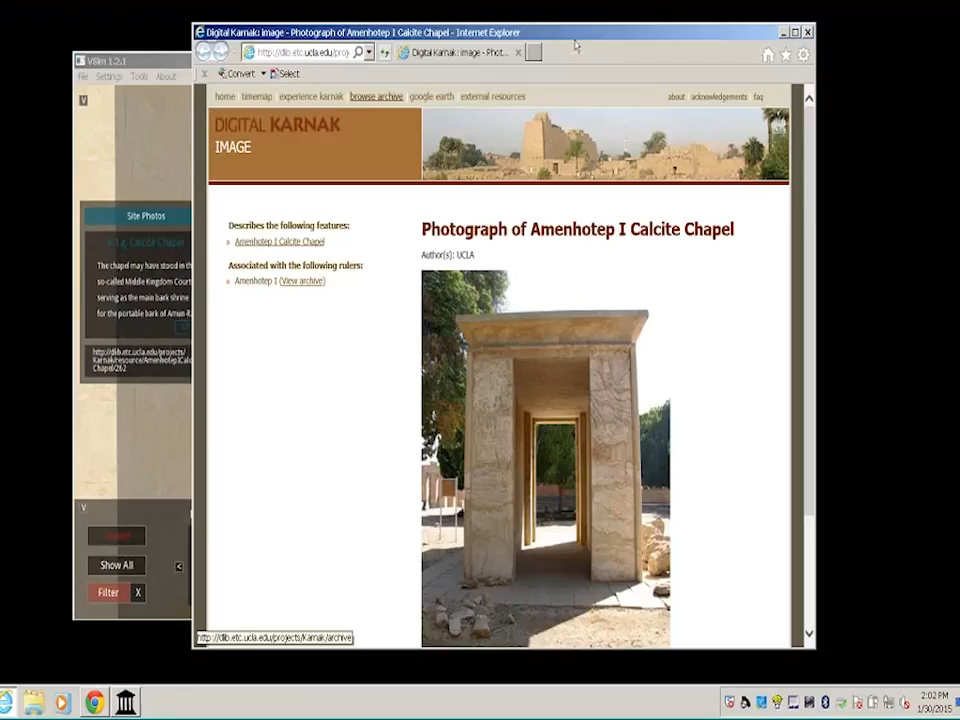 Digital Karnak: image - Photograph of Amenhotep I Calcite Chapel - Internet Explorer
http://dlib.etc.ucla.edu/proj
Digital Karnak: image - Phot...
Convert Select
home timemap experience karnak browse archive google earth external resources
about acknowledgements faq
DIGITAL KARNAK
IMAGE
Describes the following features:
Amenhotep I Calcite Chapel
Associated with the following rulers:
Amenhotep I (View archive)
Photograph of Amenhotep I Calcite Chapel
Author(s): UCLA
http://dlib.etc.ucla.edu/projects/Karnak/archive
VSim 1.2.1
File Settings Tools About
V
Site Photos
Calcite Chapel
The chapel may have stood in th
so-called Middle Kingdom Court
serving as the main bark shrine
for the portable bark of Amun-R
http://dlib.etc.ucla.edu/projects/
Karnak/resource/AmenhotepICalc
Chapel/262
V
Show All
<
Filter X
2:02 PM
1/30/2015